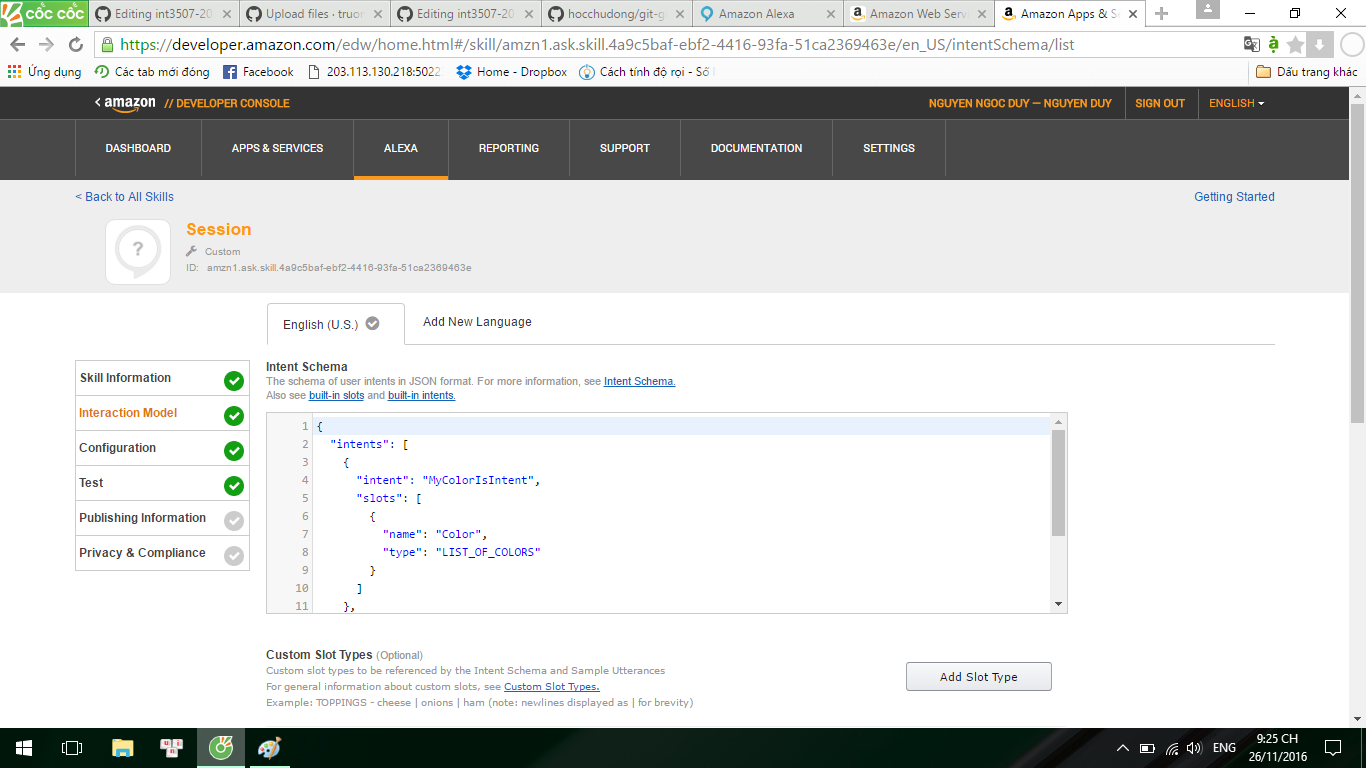 CỐC CỐC
Editing int3507-20
Upload files · truon
Editing int3507-20
hocchudong/git-g
Amazon Alexa
Amazon Web Servi
Amazon Apps & S
https://developer.amazon.com/edw/home.html#/skill/amzn1.ask.skill.4a9c5baf-ebf2-4416-93fa-51ca2369463e/en_US/intentSchema/list
Ứng dụng
Các tab mới đóng
Facebook
203.113.130.218:5022
Home - Dropbox
Cách tính độ rọi - Số
Dấu trang khác
< amazon // DEVELOPER CONSOLE
NGUYEN NGOC DUY — NGUYEN DUY
SIGN OUT
ENGLISH
DASHBOARD
APPS & SERVICES
ALEXA
REPORTING
SUPPORT
DOCUMENTATION
SETTINGS
< Back to All Skills
Getting Started
?
Session
Custom
ID: amzn1.ask.skill.4a9c5baf-ebf2-4416-93fa-51ca2369463e
English (U.S.)
Add New Language
Skill Information
Interaction Model
Configuration
Test
Publishing Information
Privacy & Compliance
Intent Schema
The schema of user intents in JSON format. For more information, see Intent Schema.
Also see built-in slots and built-in intents.
1 {
2 "intents": [
3 {
4 "intent": "MyColorIsIntent",
5 "slots": [
6 {
7 "name": "Color",
8 "type": "LIST_OF_COLORS"
9 }
10 ]
11 },
Custom Slot Types (Optional)
Custom slot types to be referenced by the Intent Schema and Sample Utterances
For general information about custom slots, see Custom Slot Types.
Example: TOPPINGS - cheese | onions | ham (note: newlines displayed as | for brevity)
Add Slot Type
ENG
9:25 CH
26/11/2016